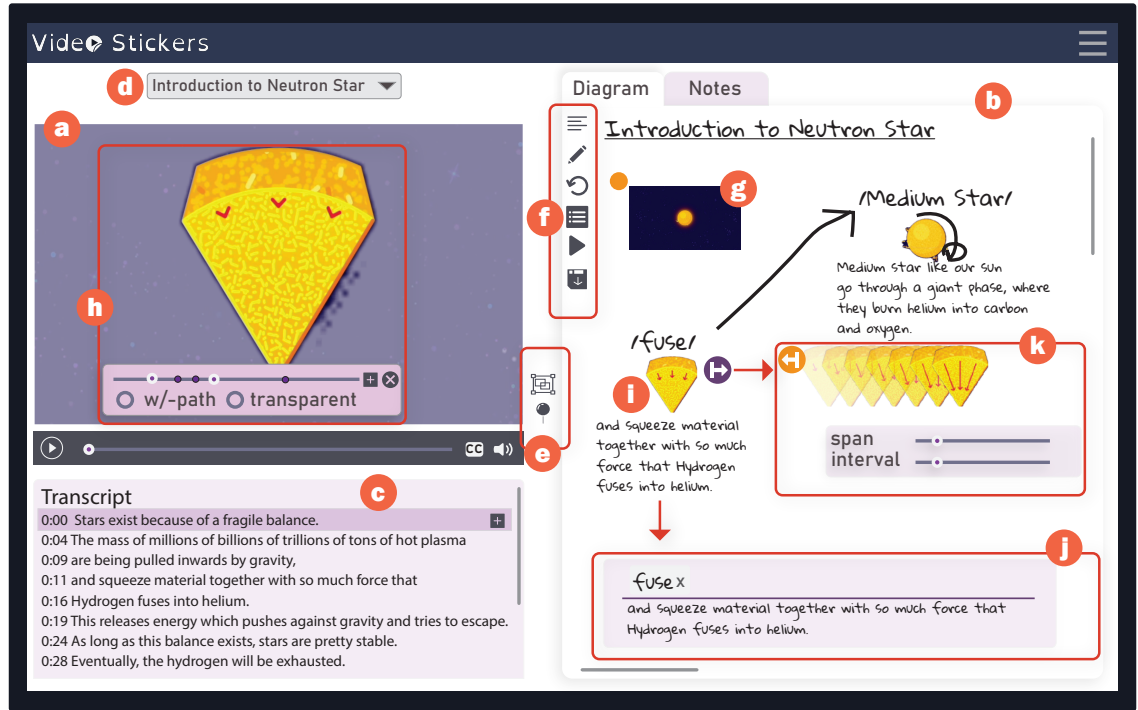 Video Stickers
d
Introduction to Neutron Star
a
h
w/-path transparent
CC
e
c
Transcript
0:00 Stars exist because of a fragile balance.
0:04 The mass of millions of billions of trillions of tons of hot plasma
0:09 are being pulled inwards by gravity,
0:11 and squeeze material together with so much force that
0:16 Hydrogen fuses into helium.
0:19 This releases energy which pushes against gravity and tries to escape.
0:24 As long as this balance exists, stars are pretty stable.
0:28 Eventually, the hydrogen will be exhausted.
Diagram Notes
b
f
Introduction to Neutron Star
g
/Medium Star/
Medium star like our sun
go through a giant phase, where
they burn helium into carbon
and oxygen.
/fuse/
i
and squeeze material
together with so much
force that Hydrogen
fuses into helium.
k
span
interval
j
fuse x
and squeeze material together with so much force that
Hydrogen fuses into helium.